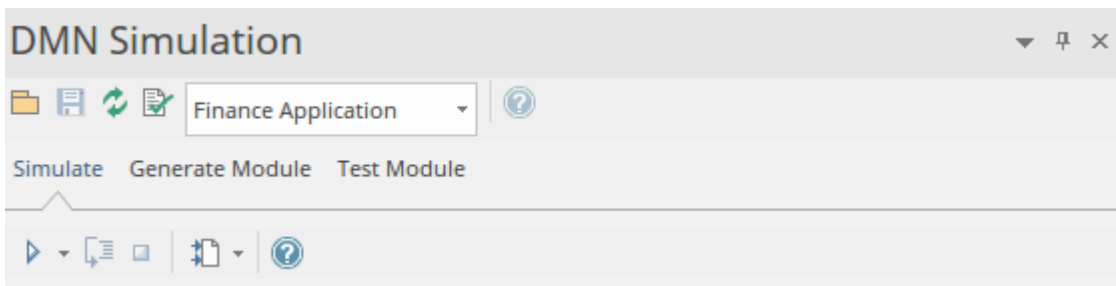 DMN Simulation
Finance Application
Simulate Generate Module Test Module